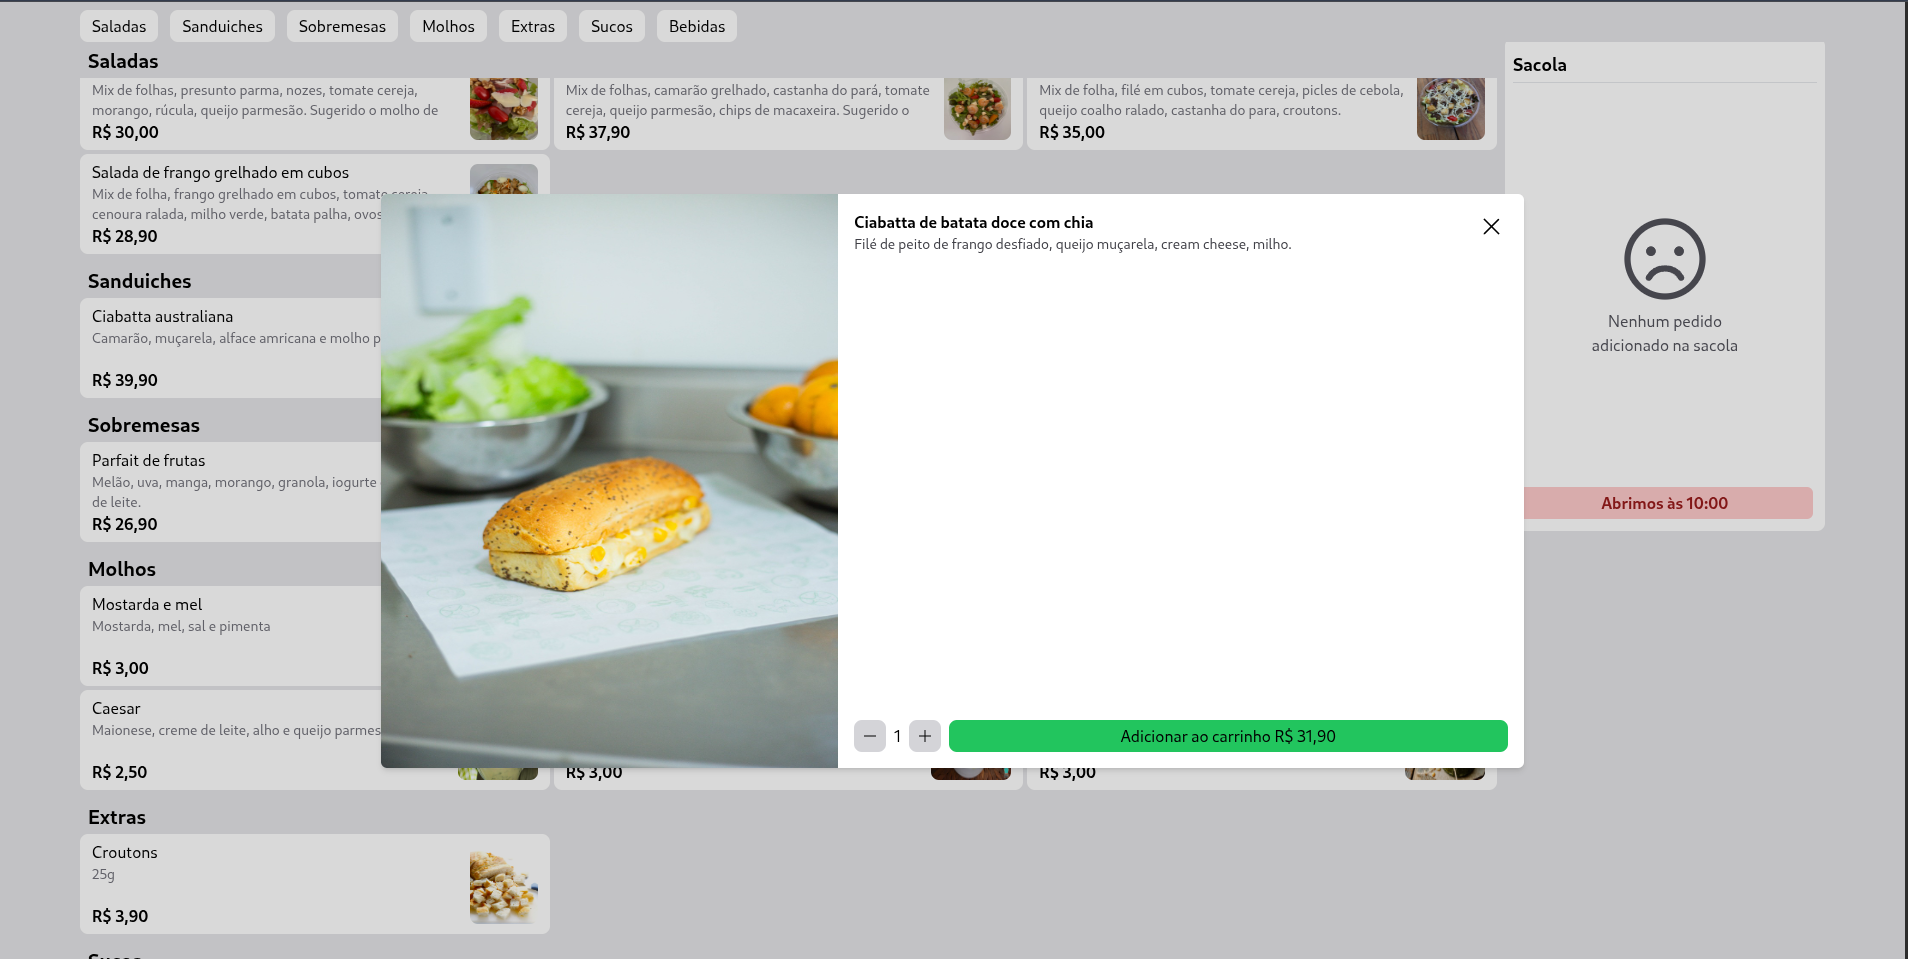 Saladas
Sanduiches
Sobremesas
Molhos
Extras
Sucos
Bebidas
Saladas
Mix de folhas, presunto parma, nozes, tomate cereja,
morango, rúcula, queijo parmesão. Sugerido o molho de
R$ 30,00
Mix de folhas, camarão grelhado, castanha do pará, tomate
cereja, queijo parmesão, chips de macaxeira. Sugerido o
R$ 37,90
Mix de folha, filé em cubos, tomate cereja, picles de cebola,
queijo coalho ralado, castanha do para, croutons.
R$ 35,00
Salada de frango grelhado em cubos
Mix de folha, frango grelhado em cubos, tomate cereja,
cenoura ralada, milho verde, batata palha, ovos
R$ 28,90
Sanduiches
Ciabatta australiana
Camarão, muçarela, alface amricana e molho p
R$ 39,90
Sobremesas
Parfait de frutas
Melão, uva, manga, morango, granola, iogurte
de leite.
R$ 26,90
Molhos
Mostarda e mel
Mostarda, mel, sal e pimenta
R$ 3,00
Caesar
Maionese, creme de leite, alho e queijo parmes
R$ 2,50
R$ 3,00
R$ 3,00
Extras
Croutons
25g
R$ 3,90
Ciabatta de batata doce com chia
Filé de peito de frango desfiado, queijo muçarela, cream cheese, milho.
1
Adicionar ao carrinho R$ 31,90
Sacola
Nenhum pedido
adicionado na sacola
Abrimos às 10:00